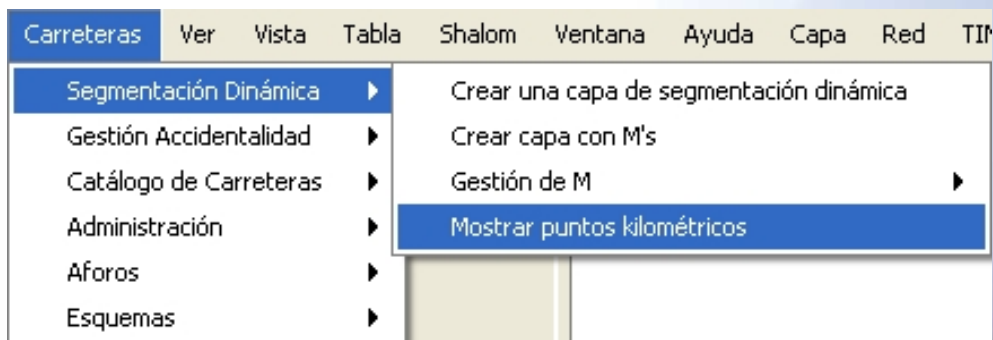 Carreteras Ver Vista Tabla Shalom Ventana Ayuda Capa Red
Segmentación Dinámica
Gestión Accidentalidad
Catálogo de Carreteras
Administración
Aforos
Esquemas
Crear una capa de segmentación dinámica
Crear capa con M's
Gestión de M
Mostrar puntos kilométricos